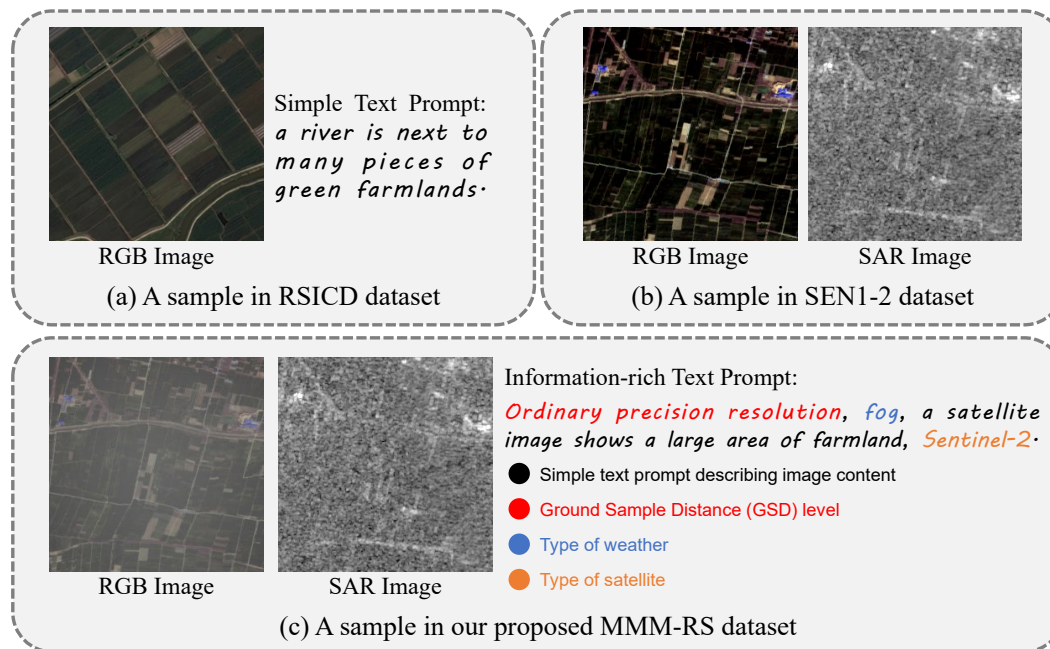 Simple Text Prompt:
a river is next to
many pieces of
green farmlands.
RGB Image
(a) A sample in RSICD dataset
RGB Image
SAR Image
(b) A sample in SEN1-2 dataset
Information-rich Text Prompt:
Ordinary precision resolution, fog, a satellite
image shows a large area of farmland, Sentinel-2.
Simple text prompt describing image content
Ground Sample Distance (GSD) level
Type of weather
Type of satellite
RGB Image
SAR Image
(c) A sample in our proposed MMM-RS dataset